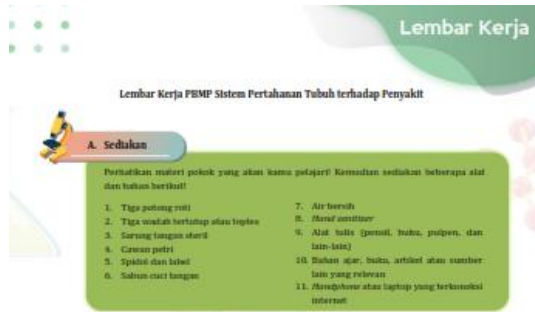 Lembar Kerja
Lembar Kerja PBMP Sistem Pertahanan Tubuh terhadap Penyakit
A. Sediakan
Perhatikan materi pokok yang akan kamu pelajari! Kemudian sediakan beberapa alat
dan bahan berikut!
1. Tiga potong roti
2. Tiga wadah tertutup atau toples
3. Sarung tangan steril
4. Cawan petri
5. Spidol dan label
6. Sabun cuci tangan
7. Air bersih
8. Hand sanitizer
9. Alat tulis (pensil, buku, pulpen, dan
lain-lain)
10. Bahan ajar, buku, artikel atau sumber
lain yang relevan
11. Handphone atau laptop yang terkoneksi
internet